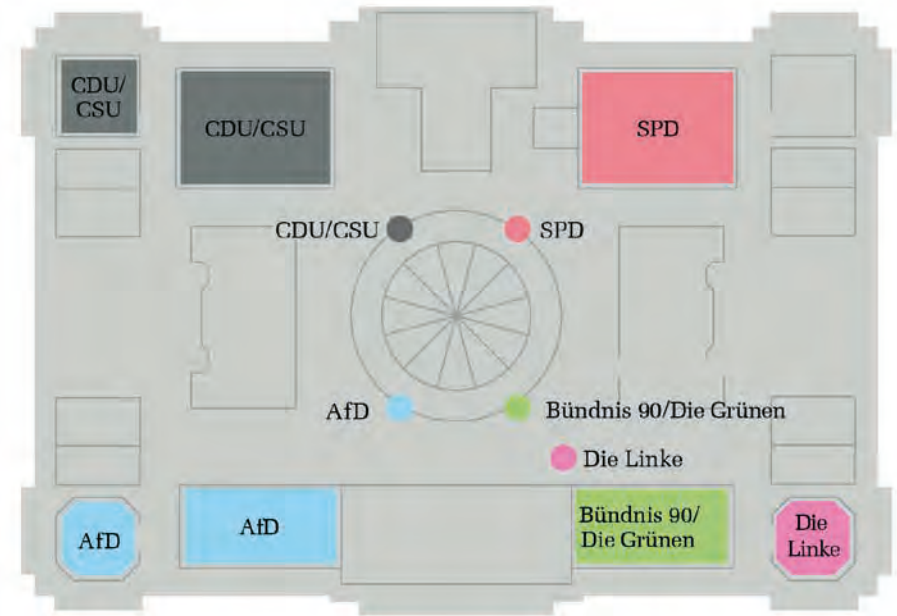 CDU/
CSU
CDU/CSU
SPD
CDU/CSU
SPD
AfD
Bündnis 90/Die Grünen
Die Linke
AfD
AfD
Bündnis 90/
Die Grünen
Die
Linke